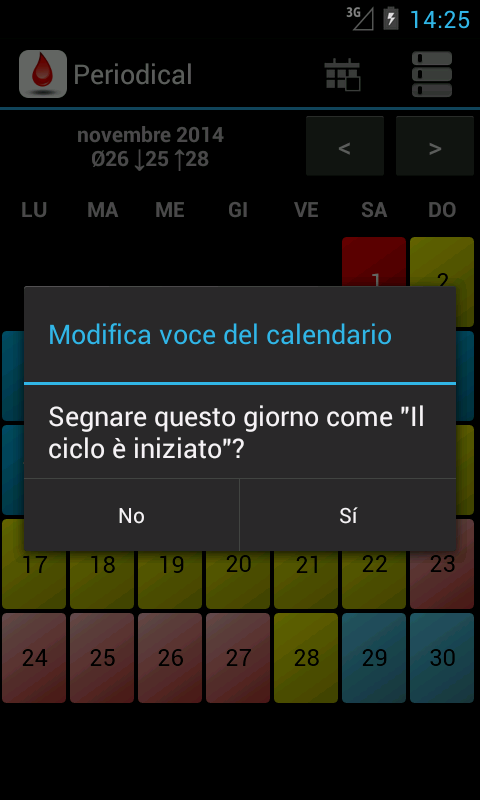 3G 14:25
Periodical
novembre 2014
Ø26 ↓25 ↑28
< >
LU MA ME GI VE SA DO
1 2
Modifica voce del calendario
Segnare questo giorno come "Il
ciclo è iniziato"?
No Sí
17 18 19 20 21 22 23
24 25 26 27 28 29 30